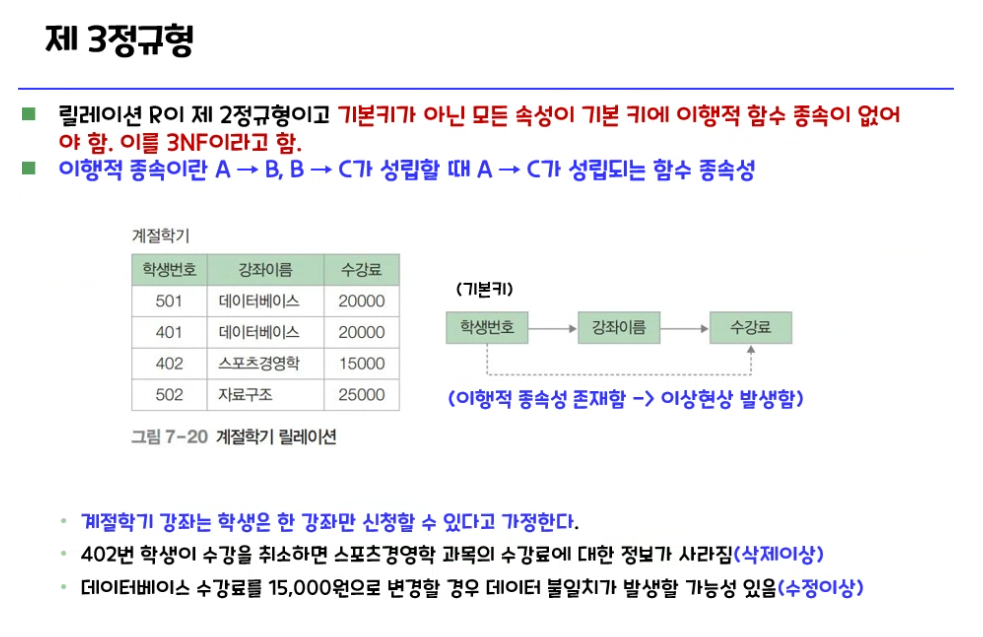 제 3정규형
릴레이션 R이 제 2정규형이고 기본키가 아닌 모든 속성이 기본 키에 이행적 함수 종속이 없어
야 함. 이를 3NF이라고 함.
이행적 종속이란 A → B, B → C가 성립할 때 A → C가 성립되는 함수 종속성
계절학기
학생번호 강좌이름 수강료
501 데이터베이스 20000
401 데이터베이스 20000
402 스포츠경영학 15000
502 자료구조 25000
그림 7-20 계절학기 릴레이션
(기본키)
학생번호 강좌이름 수강료
(이행적 종속성 존재함 -> 이상현상 발생함)
• 계절학기 강좌는 학생은 한 강좌만 신청할 수 있다고 가정한다.
• 402번 학생이 수강을 취소하면 스포츠경영학 과목의 수강료에 대한 정보가 사라짐(삭제이상)
• 데이터베이스 수강료를 15,000원으로 변경할 경우 데이터 불일치가 발생할 가능성 있음(수정이상)